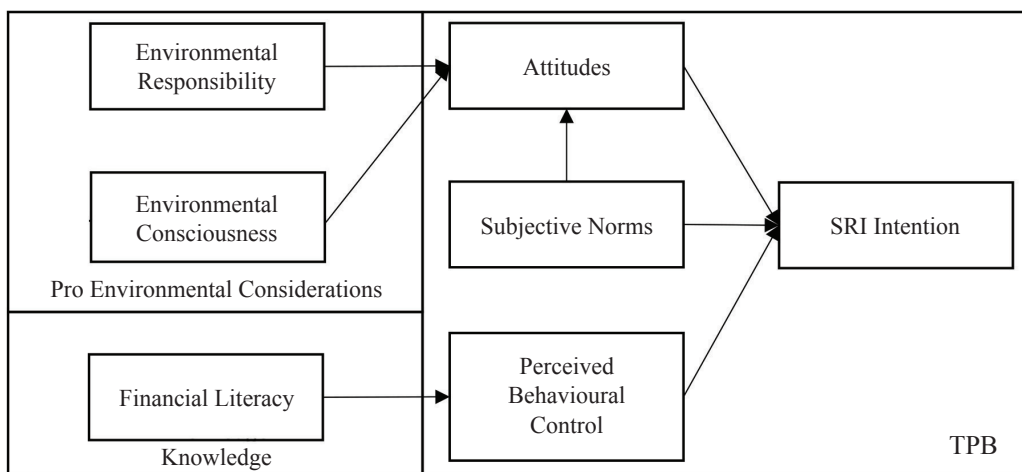 Environmental
Responsibility
Environmental
Consciousness
Pro Environmental Considerations
Financial Literacy
Knowledge
Attitudes
Subjective Norms
Perceived
Behavioural
Control
SRI Intention
TPB